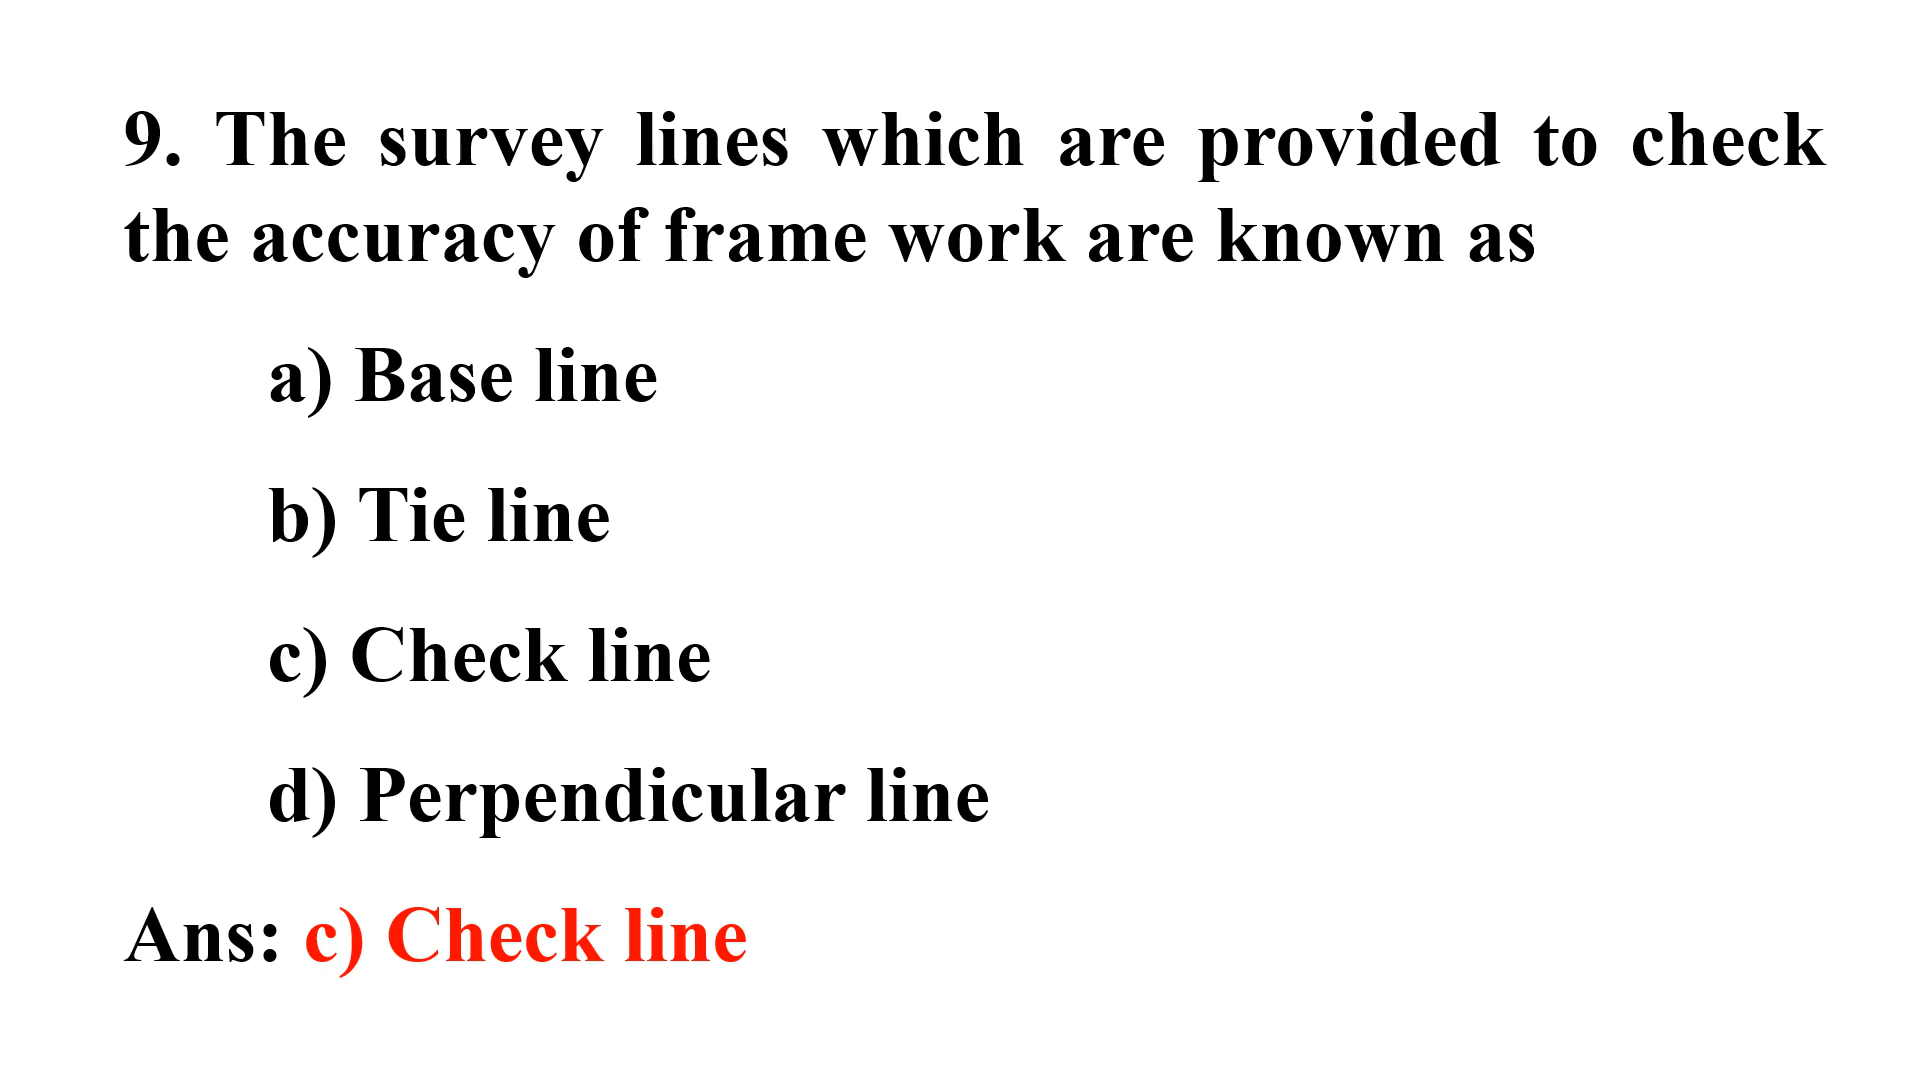 9. The survey lines which are provided to check
the accuracy of frame work are known as
a) Base line
b) Tie line
c) Check line
d) Perpendicular line
Ans: c) Check line